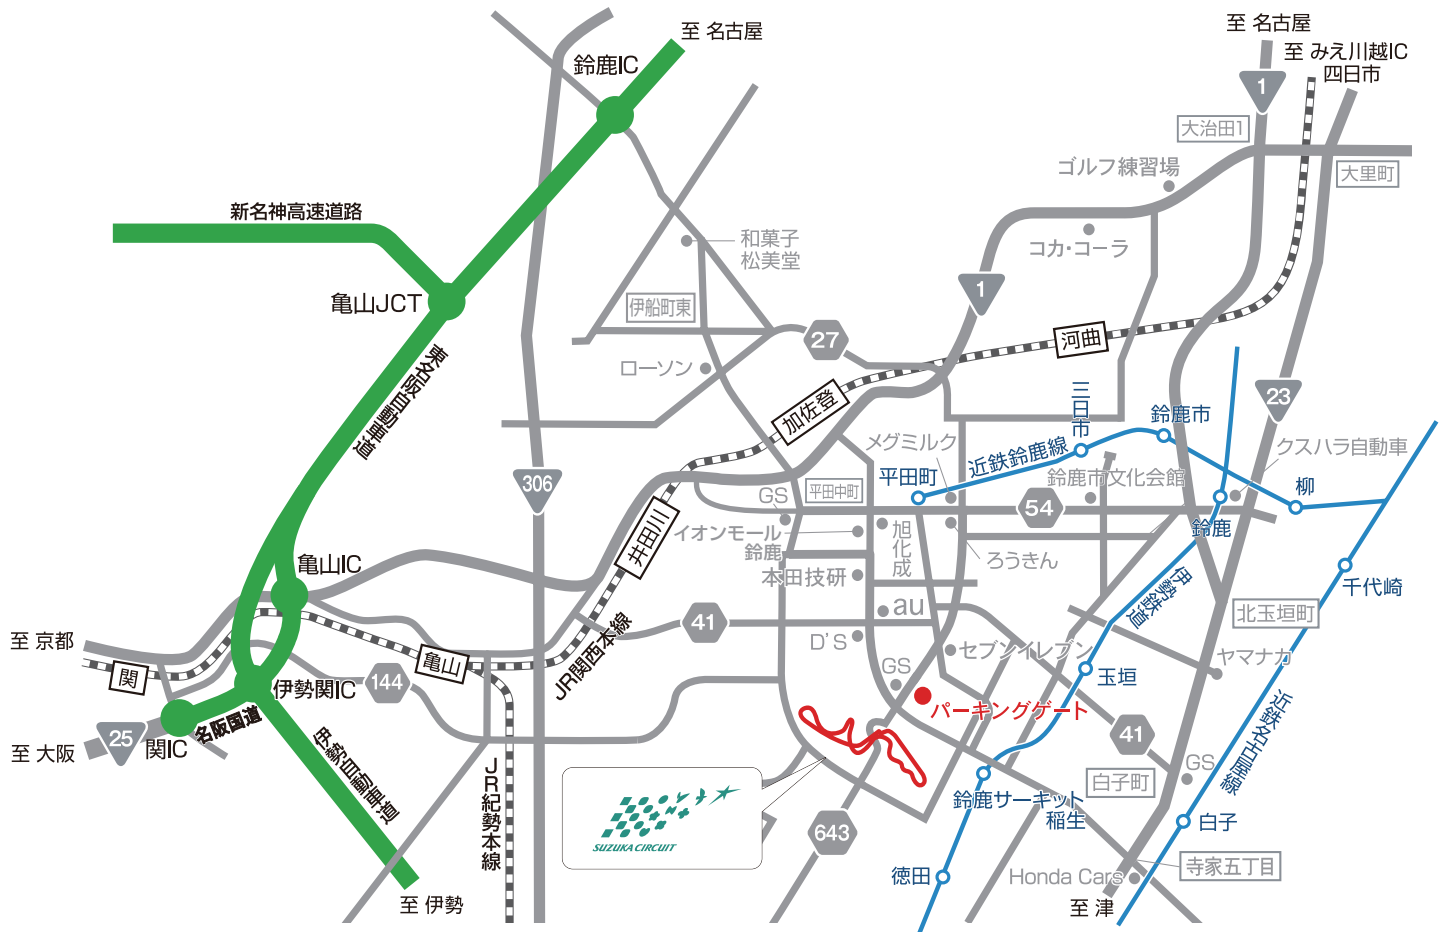 至 名古屋
鈴鹿IC
新名神高速道路
亀山JCT
東名阪自動車道
和菓子
松美堂
伊船町東
ローソン
27
306
至 名古屋
至 みえ川越IC
四日市
1
大治田1
大里町
ゴルフ練習場
コカ・コーラ
1
河曲
加佐登
井田川
23
三日市
鈴鹿市
近鉄鈴鹿線
平田町
メグミルク
クスハラ自動車
鈴鹿市文化会館
柳
平田中町
GS
54
鈴鹿
イオンモール
鈴鹿
旭化成
ろうきん
本田技研
伊勢鉄道
千代崎
au
41
D'S
北玉垣町
セブンイレブン
ヤマナカ
GS
玉垣
パーキングゲート
41
近鉄名古屋線
亀山IC
至 京都
関
亀山
JR関西本線
伊勢関IC
144
名阪国道
25
関IC
至 大阪
伊勢自動車道
JR紀勢本線
至 伊勢
SUZUKA CIRCUIT
643
鈴鹿サーキット
稲生
白子町
GS
白子
徳田
寺家五丁目
Honda Cars
至 津